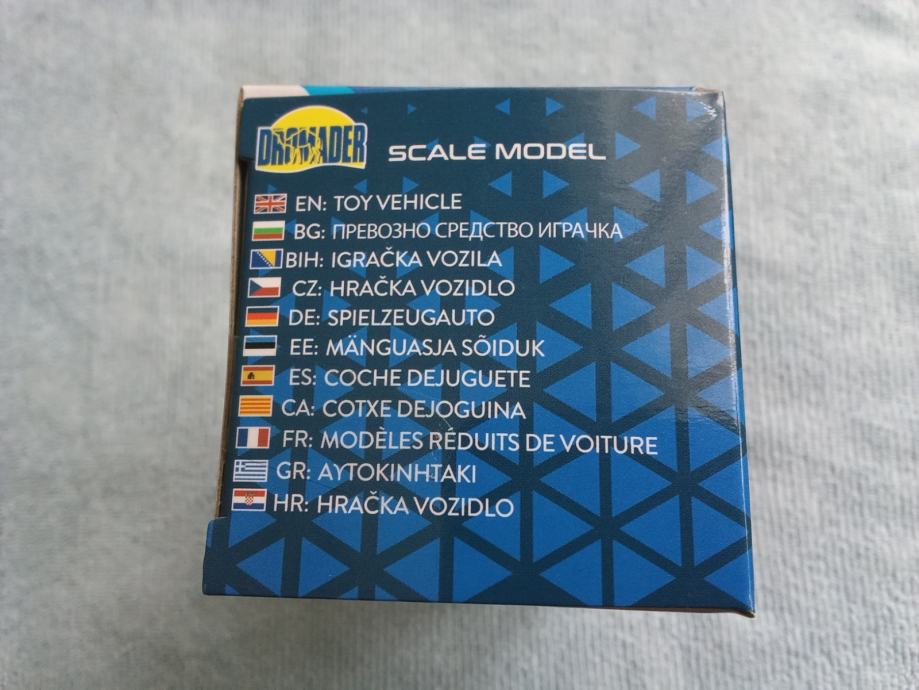 DROMADER
SCALE MODEL
EN: TOY VEHICLE
BG: ПРЕВОЗНО СРЕДСТВО ИГРАЧКА
BIH: IGRAČKA VOZILA
CZ: HRAČKA VOZIDLO
DE: SPIELZEUGAUTO
EE: MÄNGUASJA SÕIDUK
ES: COCHE DEJUGUETE
CA: COTXE DEJOGUINA
FR: MODÈLES RÉDUITS DE VOITURE
GR: ΑΥΤΟΚΙΝΗΤΑΚΙ
HR: HRAČKA VOZIDLO